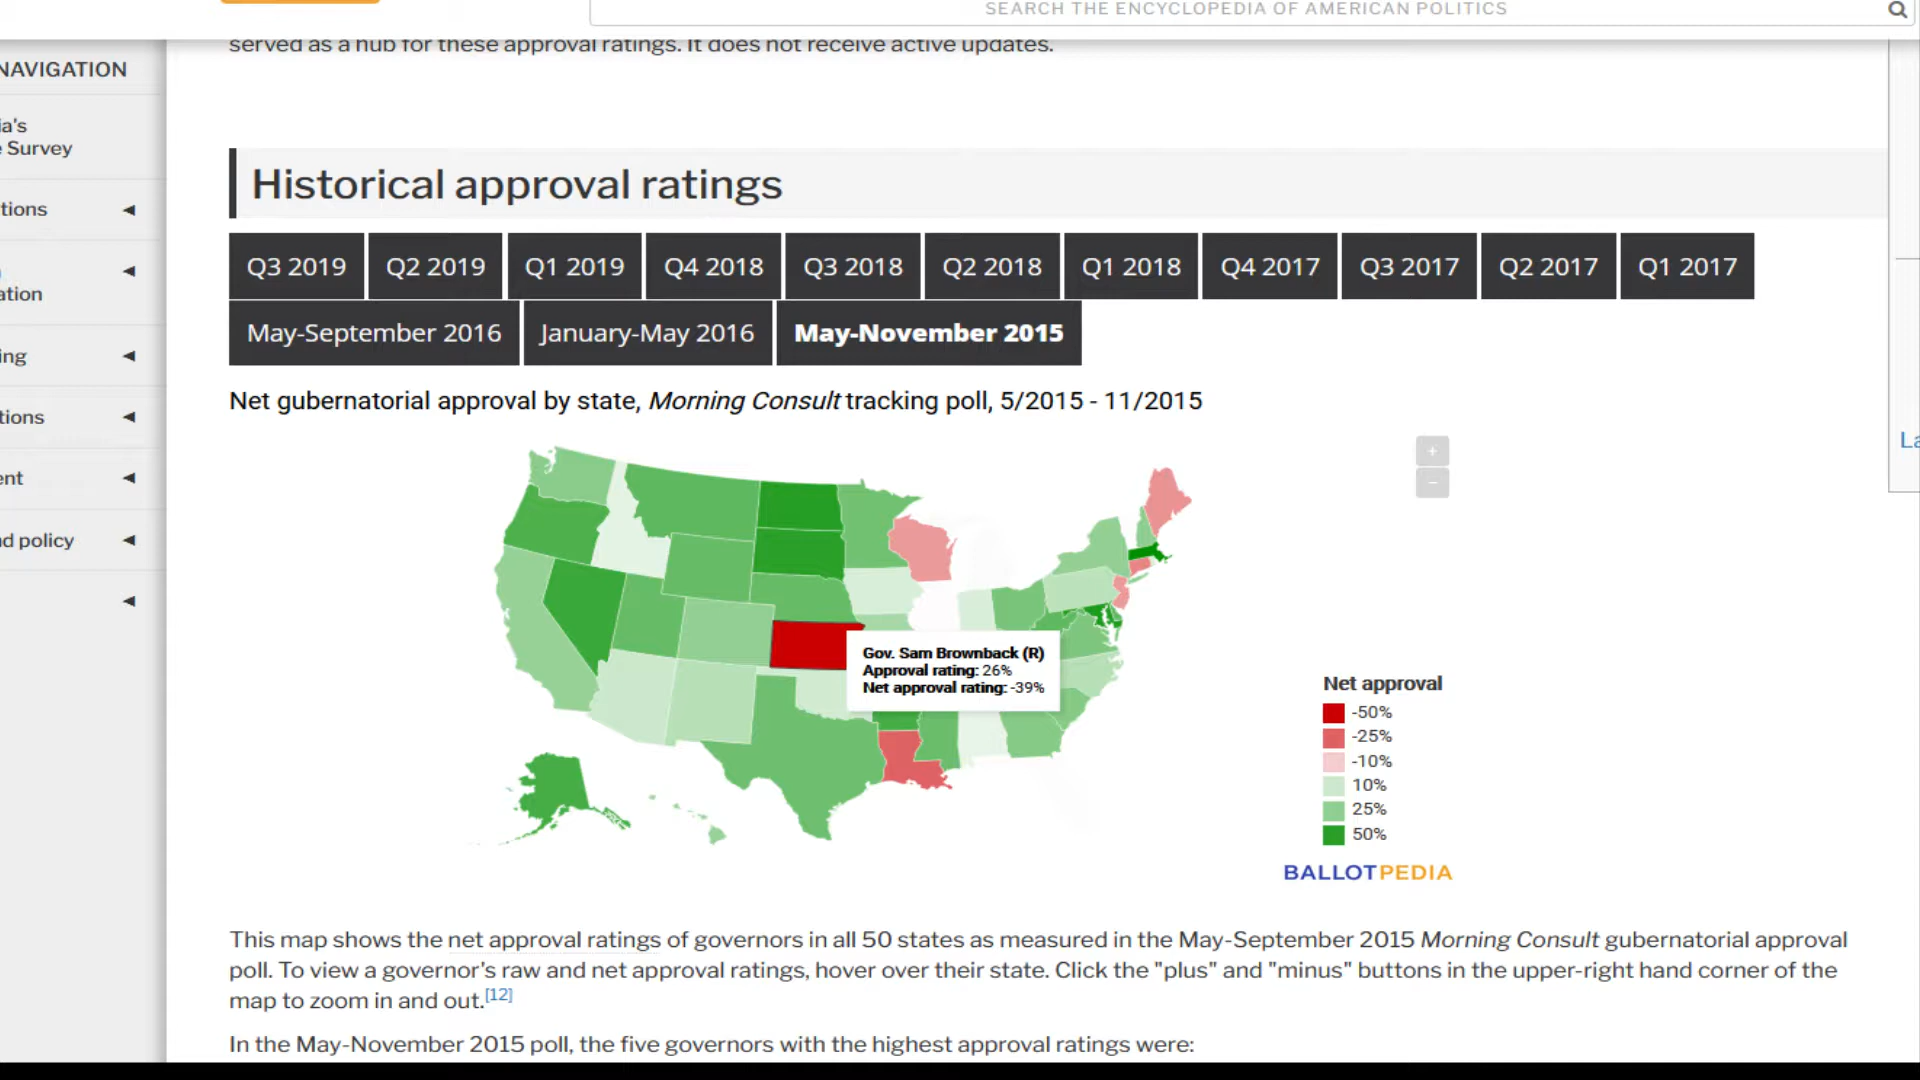 SEARCH THE ENCYCLOPEDIA OF AMERICAN POLITICS
served as a hub for these approval ratings. It does not receive active updates.
NAVIGATION
ia's
Survey
tions
ation
ing
tions
ent
d policy
Historical approval ratings
Q3 2019 Q2 2019 Q1 2019 Q4 2018 Q3 2018 Q2 2018 Q1 2018 Q4 2017 Q3 2017 Q2 2017 Q1 2017
May-September 2016 January-May 2016 May-November 2015
Net gubernatorial approval by state, Morning Consult tracking poll, 5/2015 - 11/2015
+
−
La
Gov. Sam Brownback (R)
Approval rating: 26%
Net approval rating: -39%
Net approval
-50%
-25%
-10%
10%
25%
50%
BALLOTPEDIA
This map shows the net approval ratings of governors in all 50 states as measured in the May-September 2015 Morning Consult gubernatorial approval
poll. To view a governor's raw and net approval ratings, hover over their state. Click the "plus" and "minus" buttons in the upper-right hand corner of the
map to zoom in and out.[12]
In the May-November 2015 poll, the five governors with the highest approval ratings were: